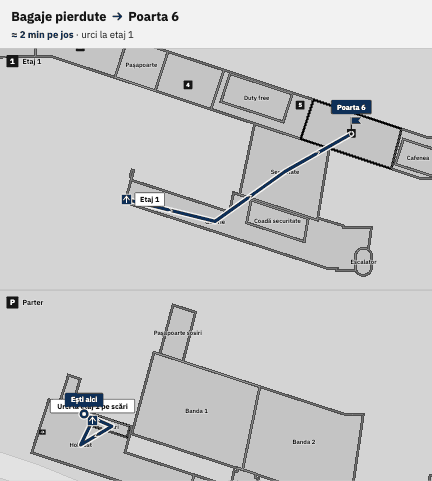 Bagaje pierdute → Poarta 6
≈ 2 min pe jos · urci la etaj 1
1 Etaj 1
Pașapoarte
4
Duty free
5
Poarta 6
Cafenea
Etaj 1
Coadă securitate
Escalator
P Parter
Pașapoarte sosiri
Ești aici
Banda 1
Banda 2